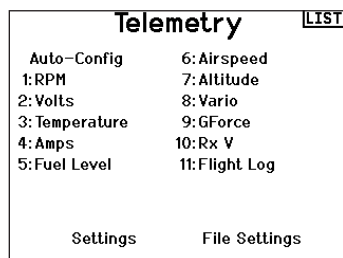 Telemetry
LIST
Auto-Config
1:RPM
2:Volts
3:Temperature
4:Amps
5:Fuel Level
6:Airspeed
7:Altitude
8:Vario
9:GForce
10:Rx V
11:Flight Log
Settings
File Settings